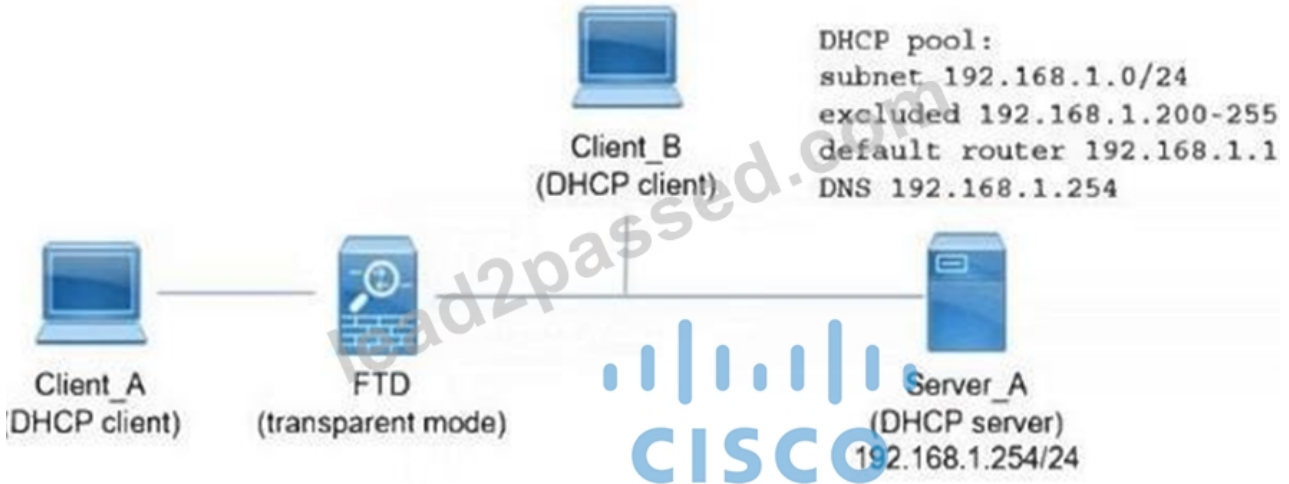 DHCP pool:
subnet 192.168.1.0/24
excluded 192.168.1.200-255
default router 192.168.1.1
DNS 192.168.1.254
Client_B
(DHCP client)
Client_A
(DHCP client)
FTD
(transparent mode)
Server_A
(DHCP server)
192.168.1.254/24
CISCO
load2passed.com